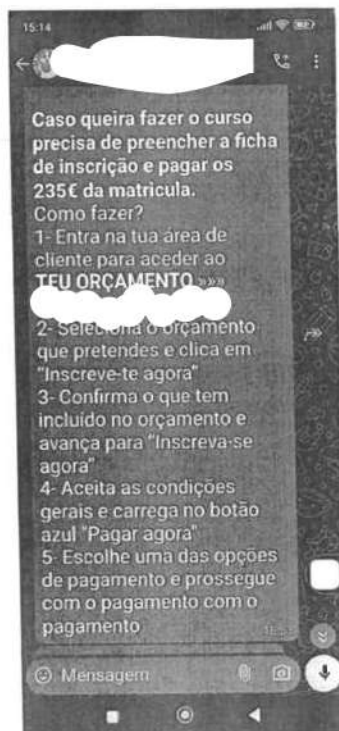 15:14
Caso queira fazer o curso
precisa de preencher a ficha
de inscrição e pagar os
235€ da matricula.
Como fazer?
1- Entra na tua área de
cliente para aceder ao
TEU ORÇAMENTO »»»
2- Seleciona o orçamento
que pretendes e clica em
"Inscreve-te agora"
3- Confirma o que tem
incluído no orçamento e
avança para "Inscreva-se
agora"
4- Aceita as condições
gerais e carrega no botão
azul "Pagar agora"
5- Escolhe uma das opções
de pagamento e prossegue
com o pagamento com o
pagamento
Mensagem